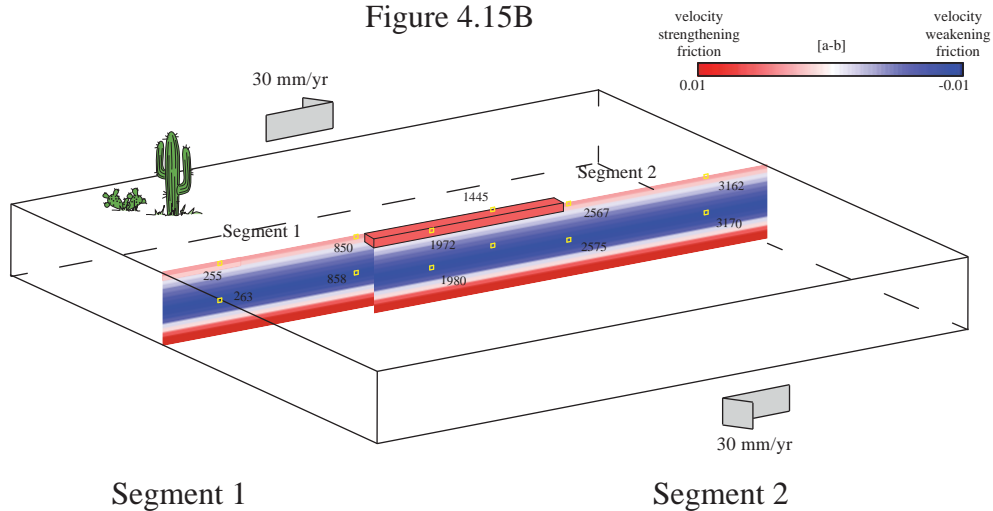 Figure 4.15B
velocity
strengthening
friction
[a-b]
velocity
weakening
friction
0.01
-0.01
30 mm/yr
Segment 2
3162
1445
2567
3170
Segment 1
850
1972
2575
255
858
1980
263
30 mm/yr
Segment 1
Segment 2